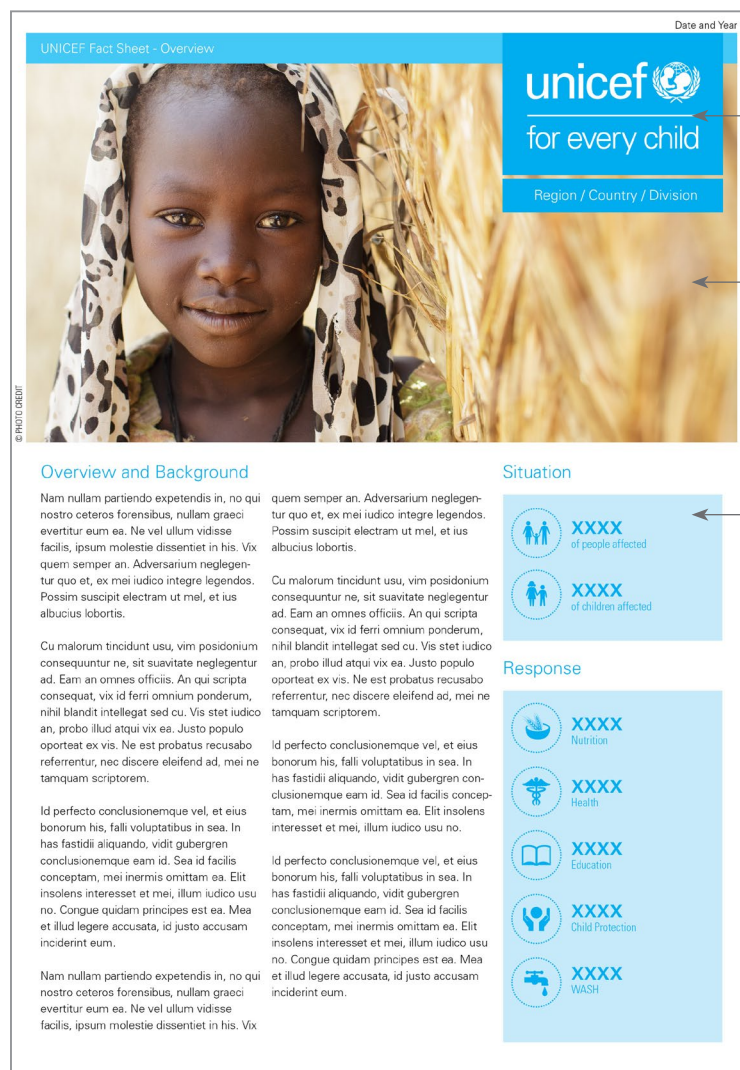 Date and Year
UNICEF Fact Sheet - Overview
unicef
for every child
Region / Country / Division
© PHOTO CREDIT
Overview and Background
Nam nullam partiendo expetendis in, no qui
nostro ceteros forensibus, nullam graeci
evertitur eum ea. Ne vel ullum vidisse
facilis, ipsum molestie dissentiet in his. Vix
quem semper an. Adversarium neglegen-
tur quo et, ex mei iudico integre legendos.
Possim suscipit electram ut mel, et ius
albucius lobortis.
Cu malorum tincidunt usu, vim posidonium
consequuntur ne, sit suavitate neglegentur
ad. Eam an omnes officiis. An qui scripta
consequat, vix id ferri omnium ponderum,
nihil blandit intellegat sed cu. Vis stet iudico
an, probo illud atqui vix ea. Justo populo
oporteat ex vis. Ne est probatus recusabo
referrentur, nec discere eleifend ad, mei ne
tamquam scriptorem.
Id perfecto conclusionemque vel, et eius
bonorum his, falli voluptatibus in sea. In
has fastidii aliquando, vidit gubergren
conclusionemque eam id. Sea id facilis
conceptam, mei inermis omittam ea. Elit
insolens interesset et mei, illum iudico usu
no. Congue quidam principes est ea. Mea
et illud legere accusata, id justo accusam
inciderint eum.
Nam nullam partiendo expetendis in, no qui
nostro ceteros forensibus, nullam graeci
evertitur eum ea. Ne vel ullum vidisse
facilis, ipsum molestie dissentiet in his. Vix
quem semper an. Adversarium neglegen-
tur quo et, ex mei iudico integre legendos.
Possim suscipit electram ut mel, et ius
albucius lobortis.
Cu malorum tincidunt usu, vim posidonium
consequuntur ne, sit suavitate neglegentur
ad. Eam an omnes officiis. An qui scripta
consequat, vix id ferri omnium ponderum,
nihil blandit intellegat sed cu. Vis stet iudico
an, probo illud atqui vix ea. Justo populo
oporteat ex vis. Ne est probatus recusabo
referrentur, nec discere eleifend ad, mei ne
tamquam scriptorem.
Id perfecto conclusionemque vel, et eius
bonorum his, falli voluptatibus in sea. In
has fastidii aliquando, vidit gubergren con-
clusionemque eam id. Sea id facilis concep-
tam, mei inermis omittam ea. Elit insolens
interesset et mei, illum iudico usu no.
Id perfecto conclusionemque vel, et eius
bonorum his, falli voluptatibus in sea. In
has fastidii aliquando, vidit gubergren
conclusionemque eam id. Sea id facilis
conceptam, mei inermis omittam ea. Elit
insolens interesset et mei, illum iudico usu
no. Congue quidam principes est ea. Mea
et illud legere accusata, id justo accusam
inciderint eum.
Situation
XXXX
of people affected
XXXX
of children affected
Response
XXXX
Nutrition
XXXX
Health
XXXX
Education
XXXX
Child Protection
XXXX
WASH